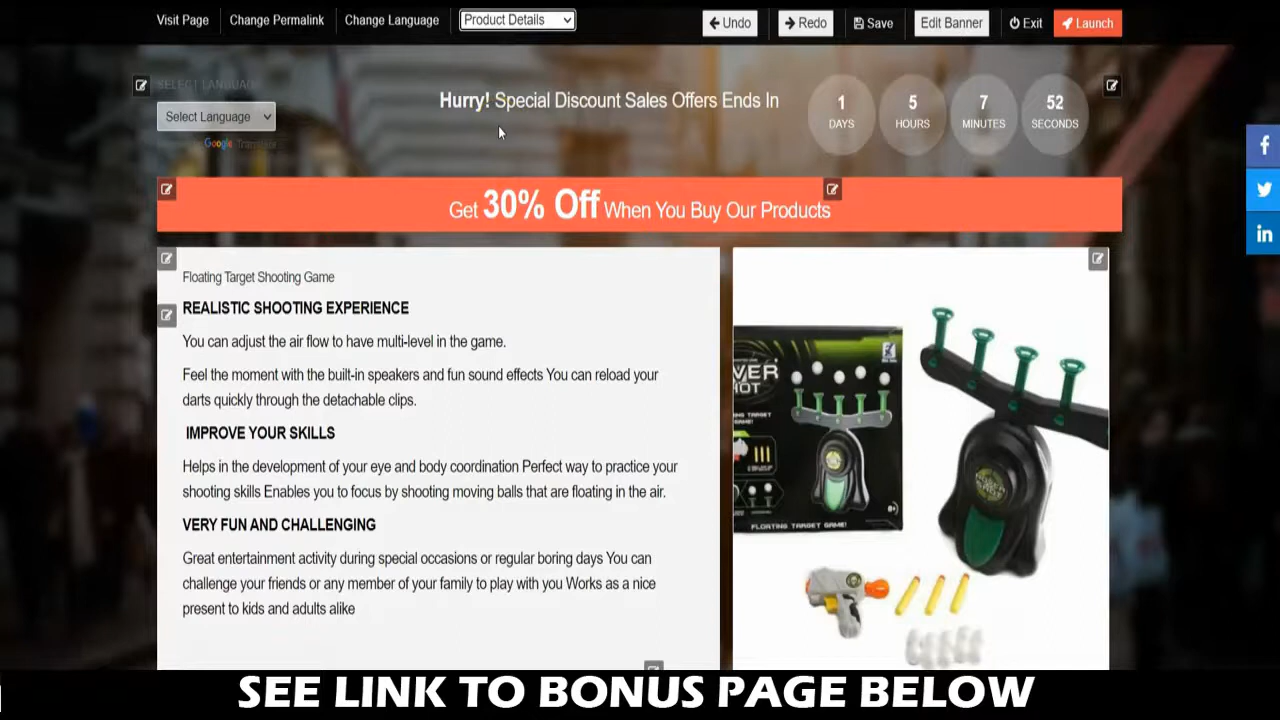 Visit Page Change Permalink Change Language Product Details Undo Redo Save Edit Banner Exit Launch
SELECT LANGUAG
Select Language
Google Translate
Hurry! Special Discount Sales Offers Ends In
1 5 7 52
DAYS HOURS MINUTES SECONDS
Get 30% Off When You Buy Our Products
Floating Target Shooting Game
REALISTIC SHOOTING EXPERIENCE
You can adjust the air flow to have multi-level in the game.
Feel the moment with the built-in speakers and fun sound effects You can reload your
darts quickly through the detachable clips.
IMPROVE YOUR SKILLS
Helps in the development of your eye and body coordination Perfect way to practice your
shooting skills Enables you to focus by shooting moving balls that are floating in the air.
VERY FUN AND CHALLENGING
Great entertainment activity during special occasions or regular boring days You can
challenge your friends or any member of your family to play with you Works as a nice
present to kids and adults alike
VER
HOT
FLOATING TARGET GAME!
SEE LINK TO BONUS PAGE BELOW